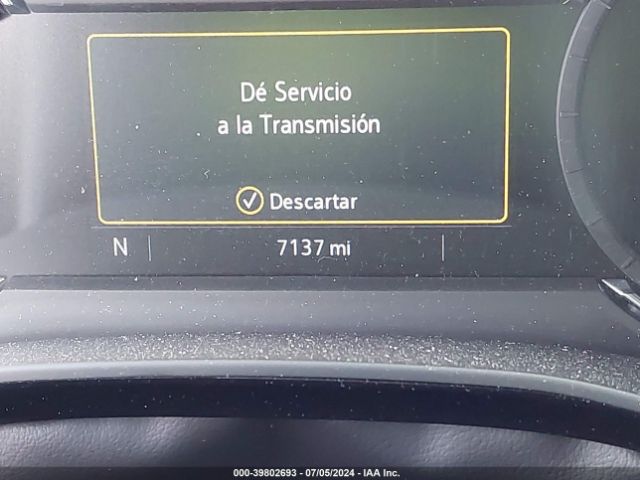 Dé Servicio
a la Transmisión
Descartar
N 7137 mi
000-39802693 - 07/05/2024 - IAA Inc.